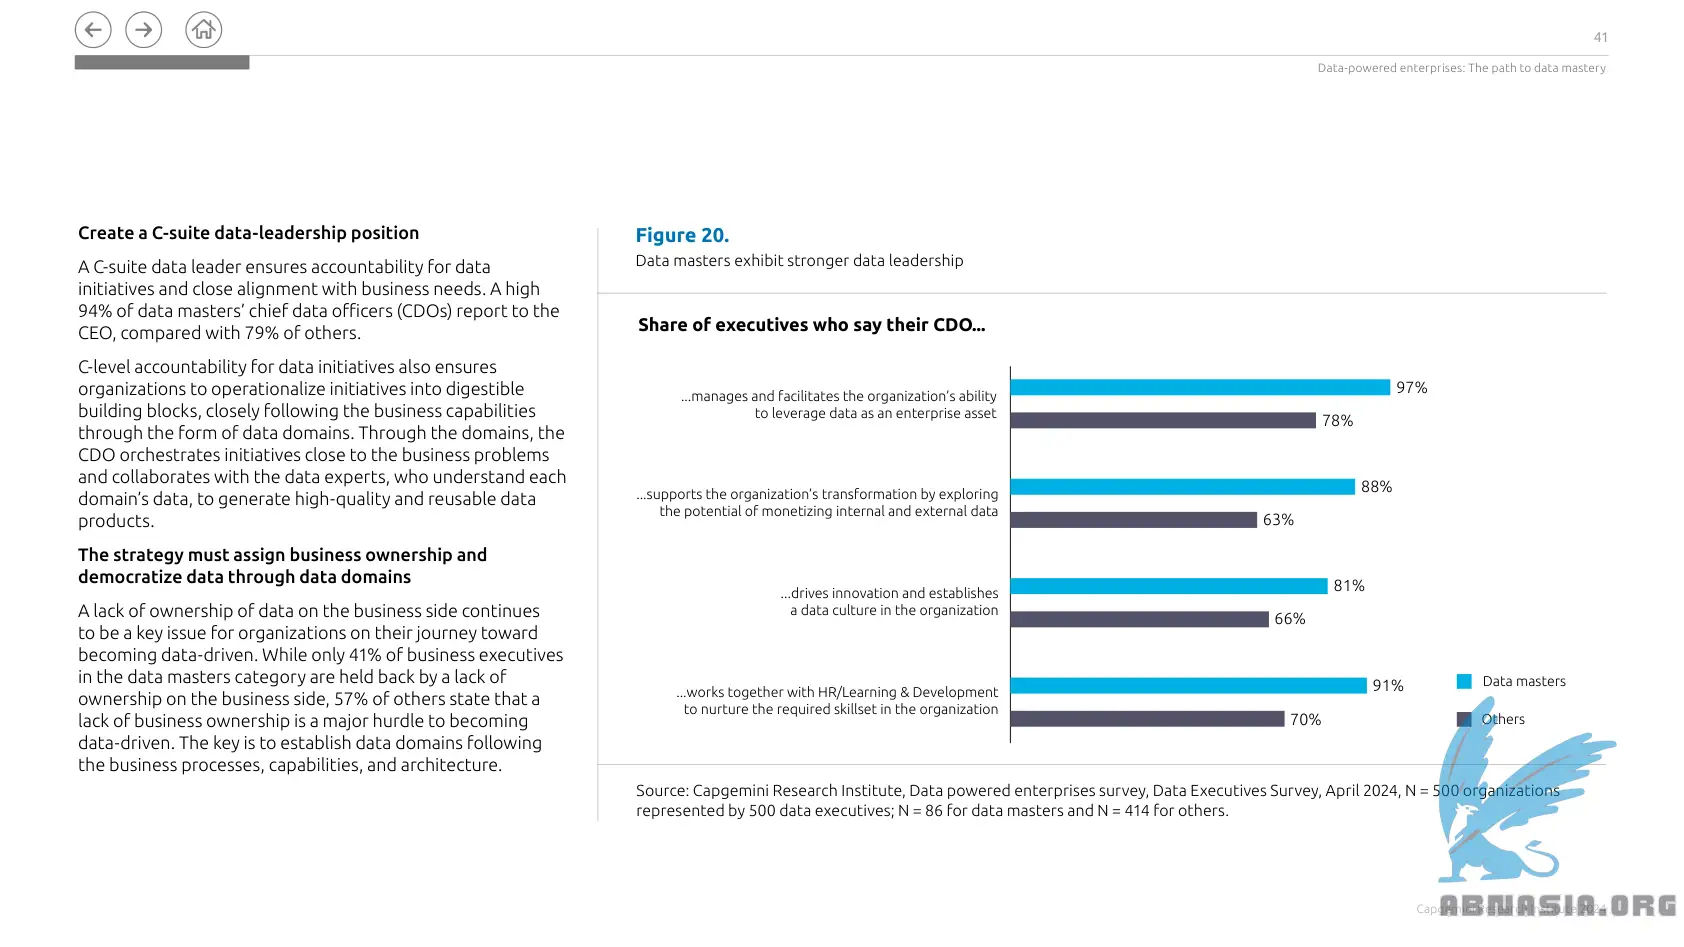 41
Data-powered enterprises: The path to data mastery
Create a C-suite data-leadership position
A C-suite data leader ensures accountability for data
initiatives and close alignment with business needs. A high
94% of data masters’ chief data officers (CDOs) report to the
CEO, compared with 79% of others.
C-level accountability for data initiatives also ensures
organizations to operationalize initiatives into digestible
building blocks, closely following the business capabilities
through the form of data domains. Through the domains, the
CDO orchestrates initiatives close to the business problems
and collaborates with the data experts, who understand each
domain’s data, to generate high-quality and reusable data
products.
The strategy must assign business ownership and
democratize data through data domains
A lack of ownership of data on the business side continues
to be a key issue for organizations on their journey toward
becoming data-driven. While only 41% of business executives
in the data masters category are held back by a lack of
ownership on the business side, 57% of others state that a
lack of business ownership is a major hurdle to becoming
data-driven. The key is to establish data domains following
the business processes, capabilities, and architecture.
Figure 20.
Data masters exhibit stronger data leadership
Share of executives who say their CDO...
...manages and facilitates the organization’s ability
to leverage data as an enterprise asset
97%
78%
...supports the organization’s transformation by exploring
the potential of monetizing internal and external data
88%
63%
...drives innovation and establishes
a data culture in the organization
81%
66%
...works together with HR/Learning & Development
to nurture the required skillset in the organization
91%
70%
Data masters
Others
Source: Capgemini Research Institute, Data powered enterprises survey, Data Executives Survey, April 2024, N = 500 organizations
represented by 500 data executives; N = 86 for data masters and N = 414 for others.
Capgemini Research Institute 2024
ABNASIA.ORG